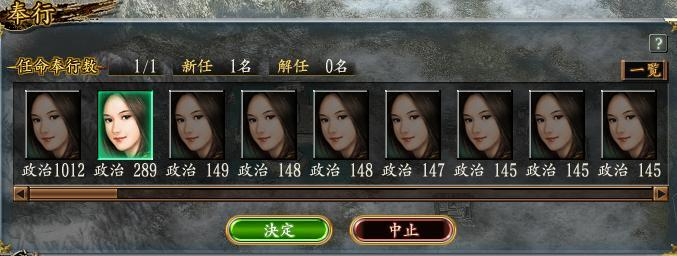 奉行
?
任命奉行数 1/1 新任 1名 解任 0名
一覧
政治1012 政治 289 政治 149 政治 148 政治 148 政治 147 政治 145 政治 145 政治 145
決定 中止